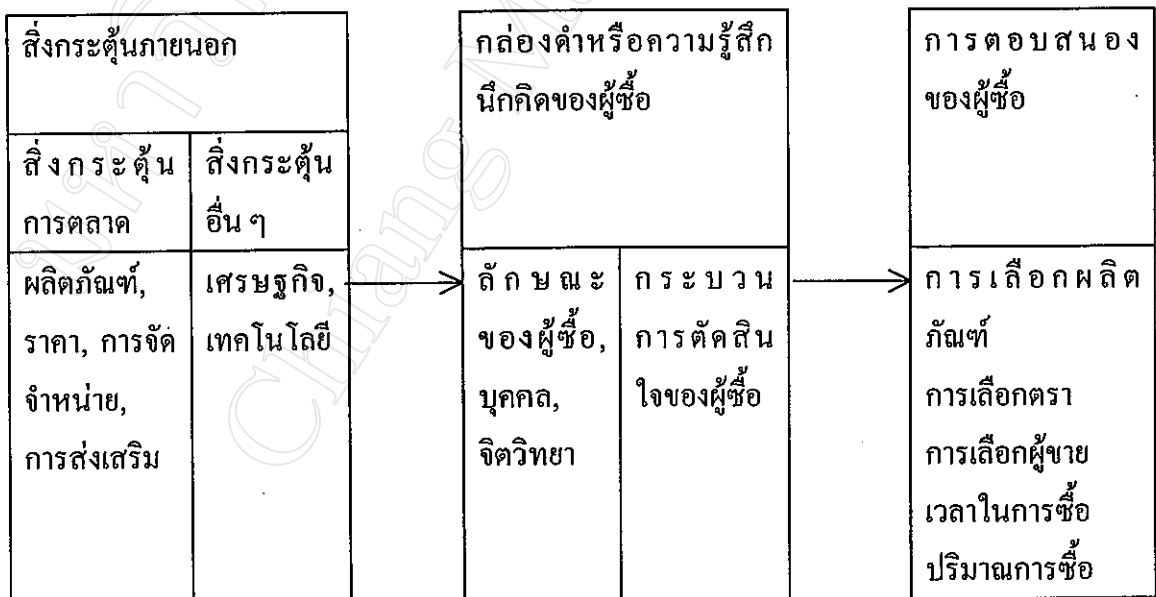 สิ่งกระตุ้นภายนอก
สิ่งกระตุ้น
การตลาด
สิ่งกระตุ้น
อื่น ๆ
ผลิตภัณฑ์,
ราคา, การจัด
จำหน่าย,
การส่งเสริม
เศรษฐกิจ,
เทคโนโลยี
กล่องดำหรือความรู้สึก
นึกคิดของผู้ซื้อ
ลักษณะ
ของผู้ซื้อ,
บุคคล,
จิตวิทยา
กระบวน
การตัดสิน
ใจของผู้ซื้อ
การตอบสนอง
ของผู้ซื้อ
การเลือกผลิต
ภัณฑ์
การเลือกตรา
การเลือกผู้ขาย
เวลาในการซื้อ
ปริมาณการซื้อ
Chiang M